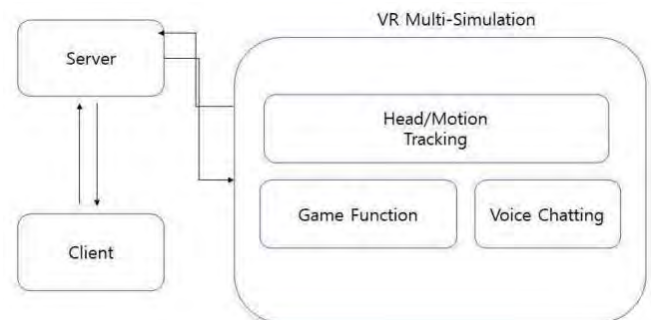 VR Multi-Simulation
Server
Head/Motion
Tracking
Game Function
Voice Chatting
Client